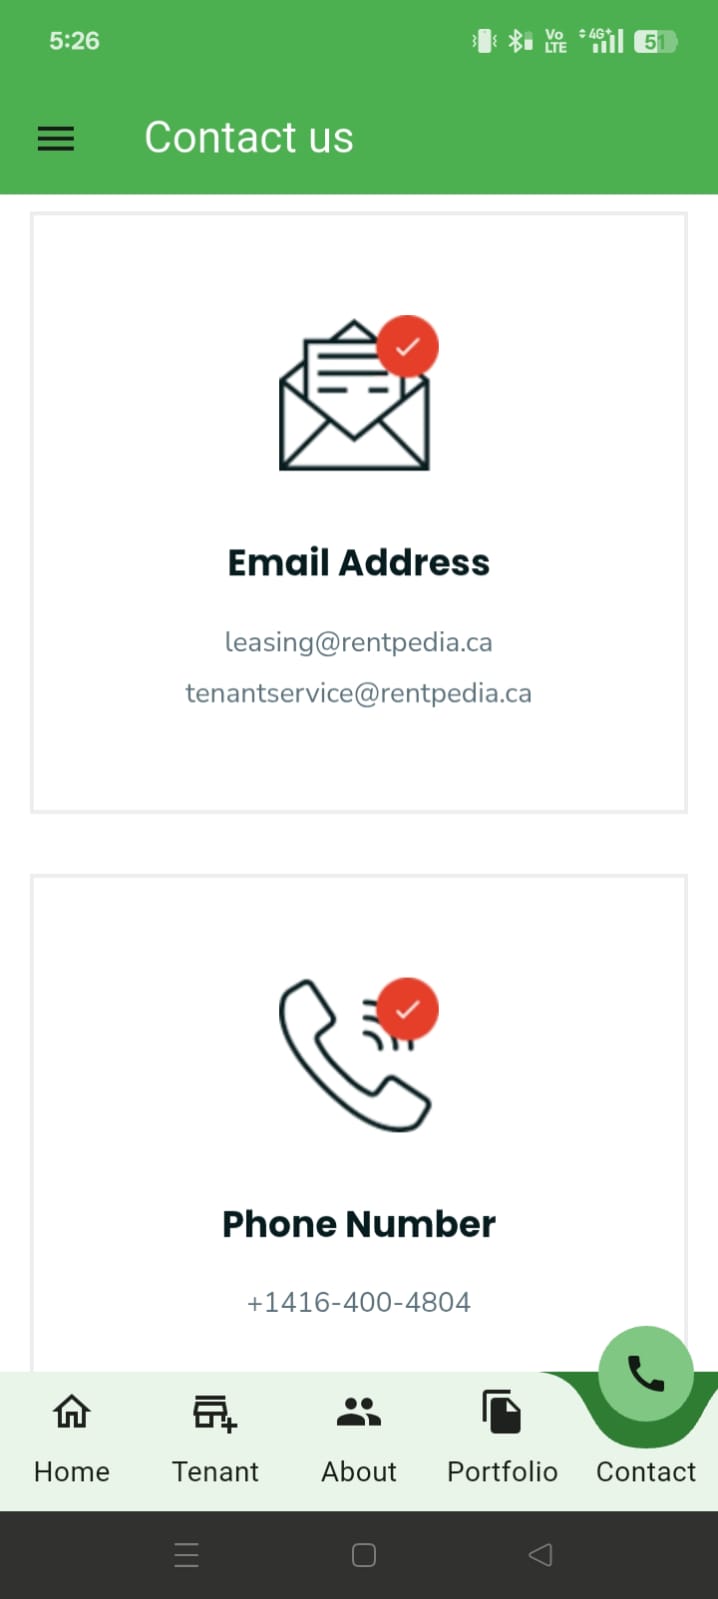 5:26
Vo
LTE
4G+
51
Contact us
Email Address
leasing@rentpedia.ca
tenantservice@rentpedia.ca
Phone Number
+1416-400-4804
Home
Tenant
About
Portfolio
Contact